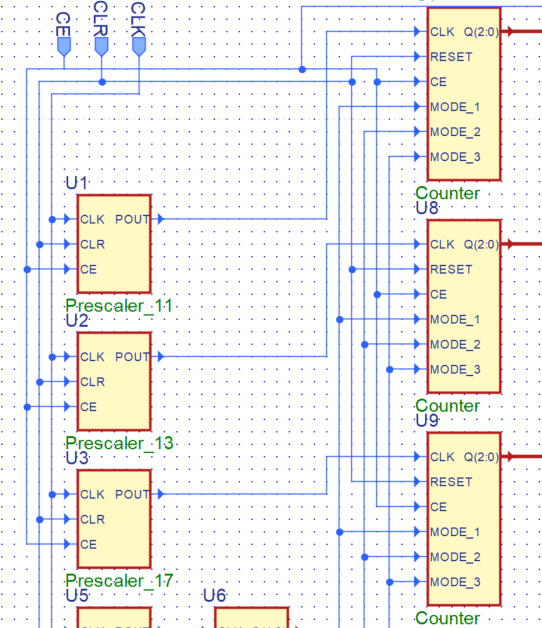 CE
CLR
CLK
CLK Q(2:0)
RESET
CE
MODE_1
MODE_2
MODE_3
Counter
U1
CLK POUT
CLR
CE
Prescaler_11
U8
CLK Q(2:0)
RESET
CE
MODE_1
MODE_2
MODE_3
Counter
U2
CLK POUT
CLR
CE
Prescaler_13
U9
CLK Q(2:0)
RESET
CE
MODE_1
MODE_2
MODE_3
Counter
U3
CLK POUT
CLR
CE
Prescaler_17
U5
U6